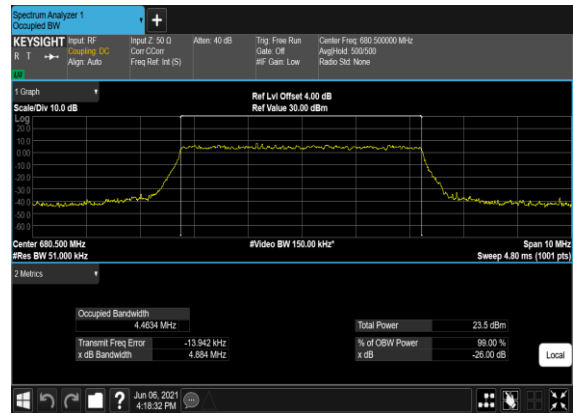 Spectrum Analyzer 1
Occupied BW
+
KEYSIGHT Input: RF Input Z: 50 Ω Atten: 40 dB Trig: Free Run Center Freq: 680.500000 MHz
R T Coupling: DC Corr CCorr Gate: Off Avg|Hold: 500/500
Align: Auto Freq Ref: Int (S) #IF Gain: Low Radio Std: None
LXI
1 Graph Ref Lvl Offset 4.00 dB
Scale/Div 10.0 dB Ref Value 30.00 dBm
Log
20.0
10.0
0.00
-10.0
-20.0
-30.0
-40.0
-50.0
-60.0
Center 680.500 MHz #Video BW 150.00 kHz* Span 10 MHz
#Res BW 51.000 kHz Sweep 4.80 ms (1001 pts)
2 Metrics
Occupied Bandwidth
4.4634 MHz Total Power 23.5 dBm
Transmit Freq Error -13.942 kHz % of OBW Power 99.00 %
x dB Bandwidth 4.884 MHz x dB -26.00 dB
Local
? Jun 06, 2021
4:18:32 PM